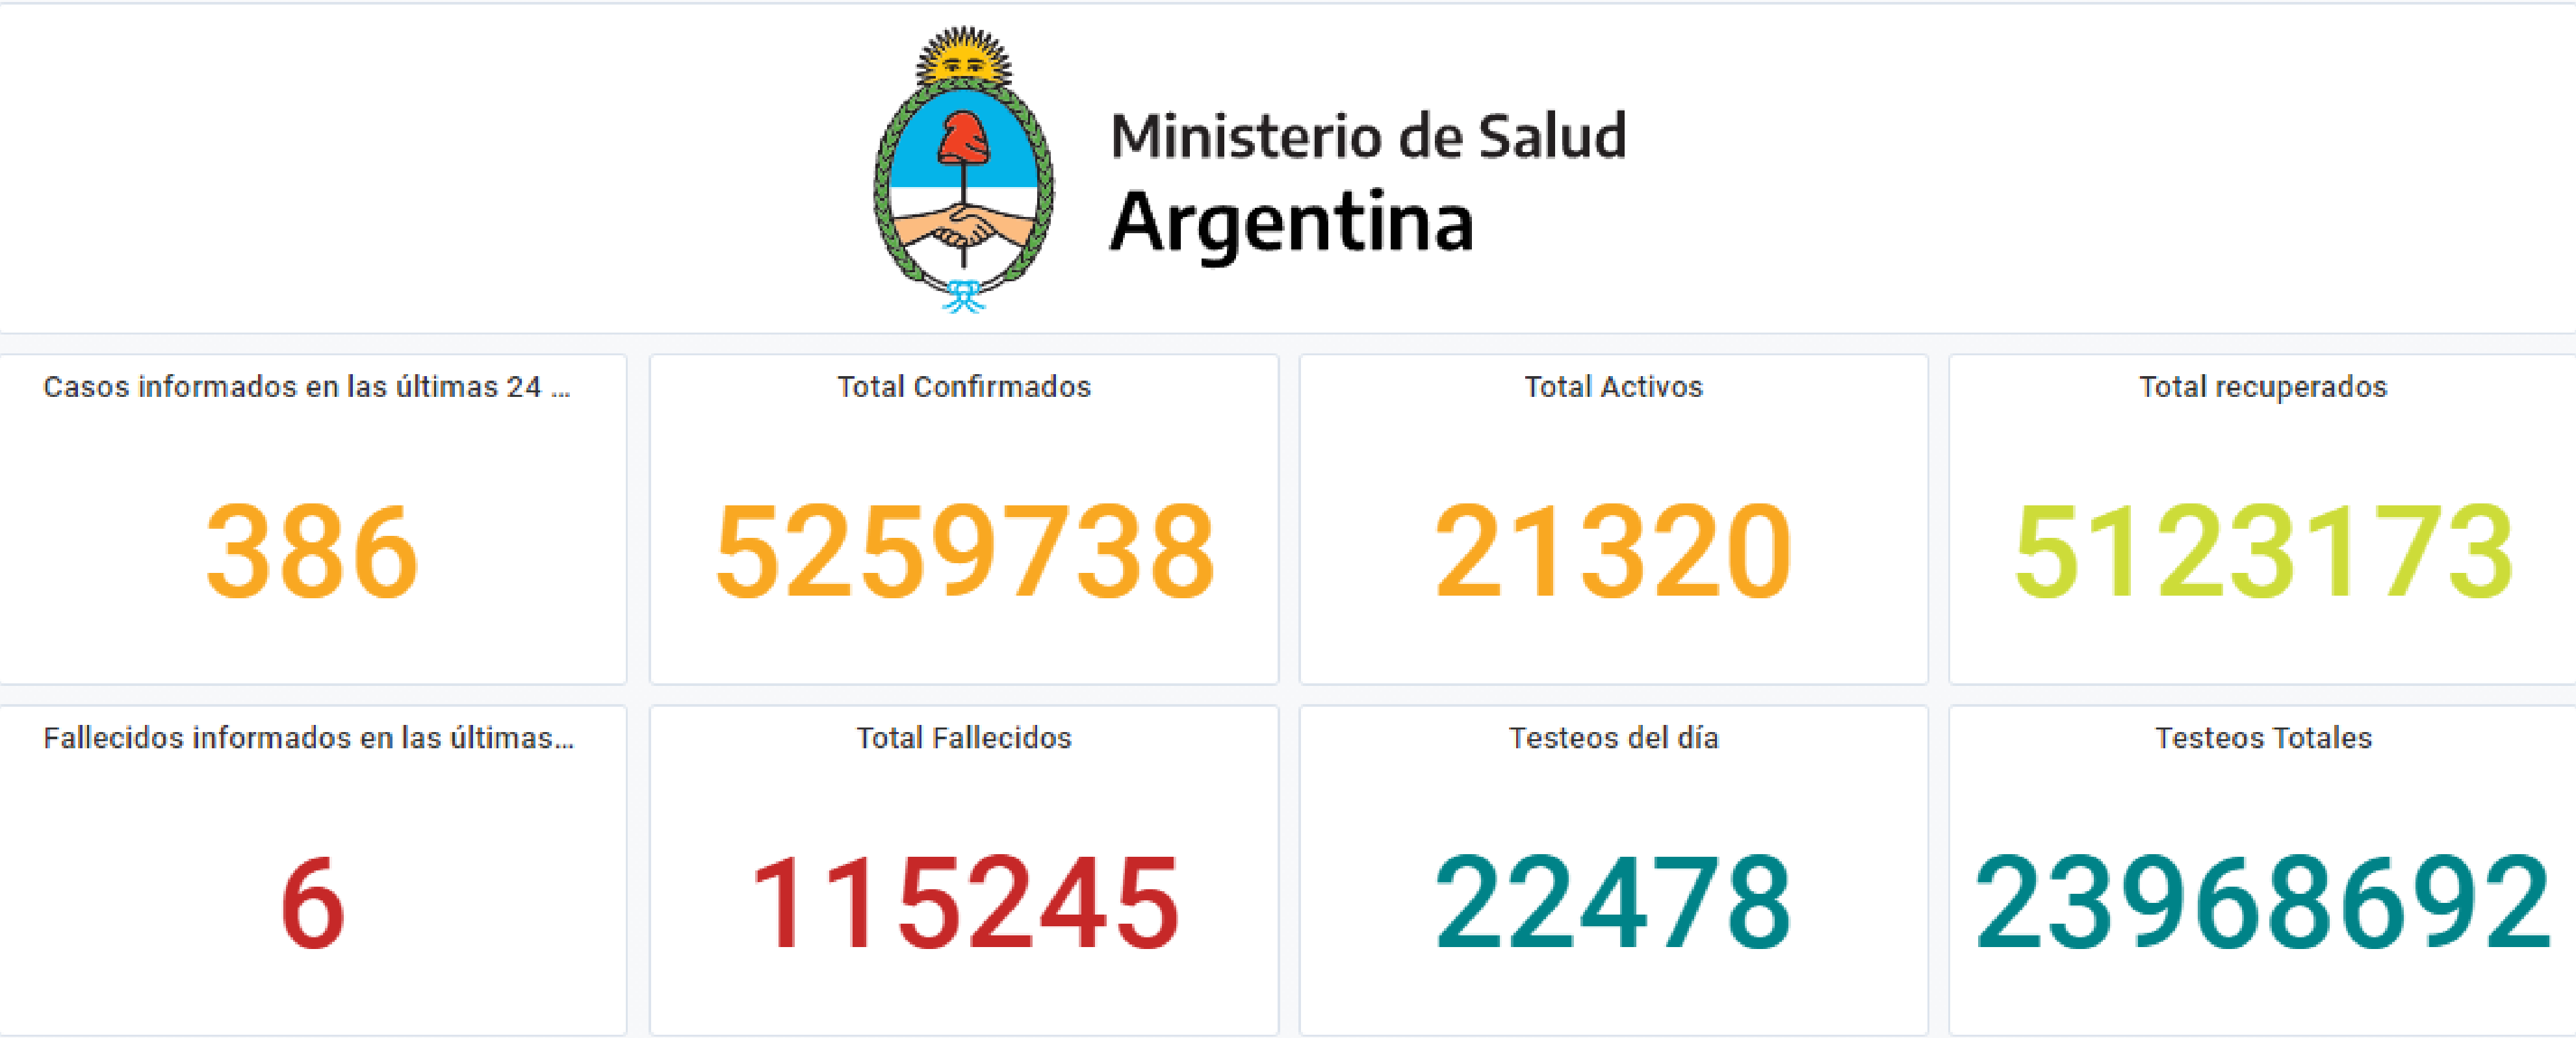 Ministerio de Salud
Argentina
Casos informados en las últimas 24 ...
386
Total Confirmados
5259738
Total Activos
21320
Total recuperados
5123173
Fallecidos informados en las últimas...
6
Total Fallecidos
115245
Testeos del día
22478
Testeos Totales
23968692